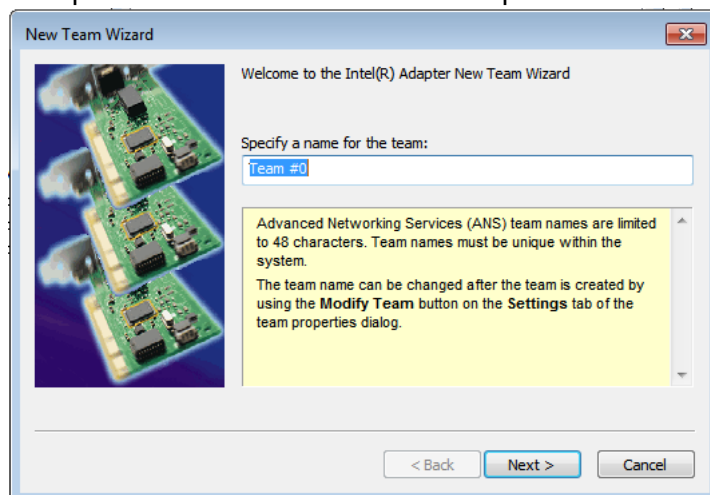 New Team Wizard
Welcome to the Intel(R) Adapter New Team Wizard
Specify a name for the team:
Team #0
Advanced Networking Services (ANS) team names are limited
to 48 characters. Team names must be unique within the
system.
The team name can be changed after the team is created by
using the Modify Team button on the Settings tab of the
team properties dialog.
< Back
Next >
Cancel